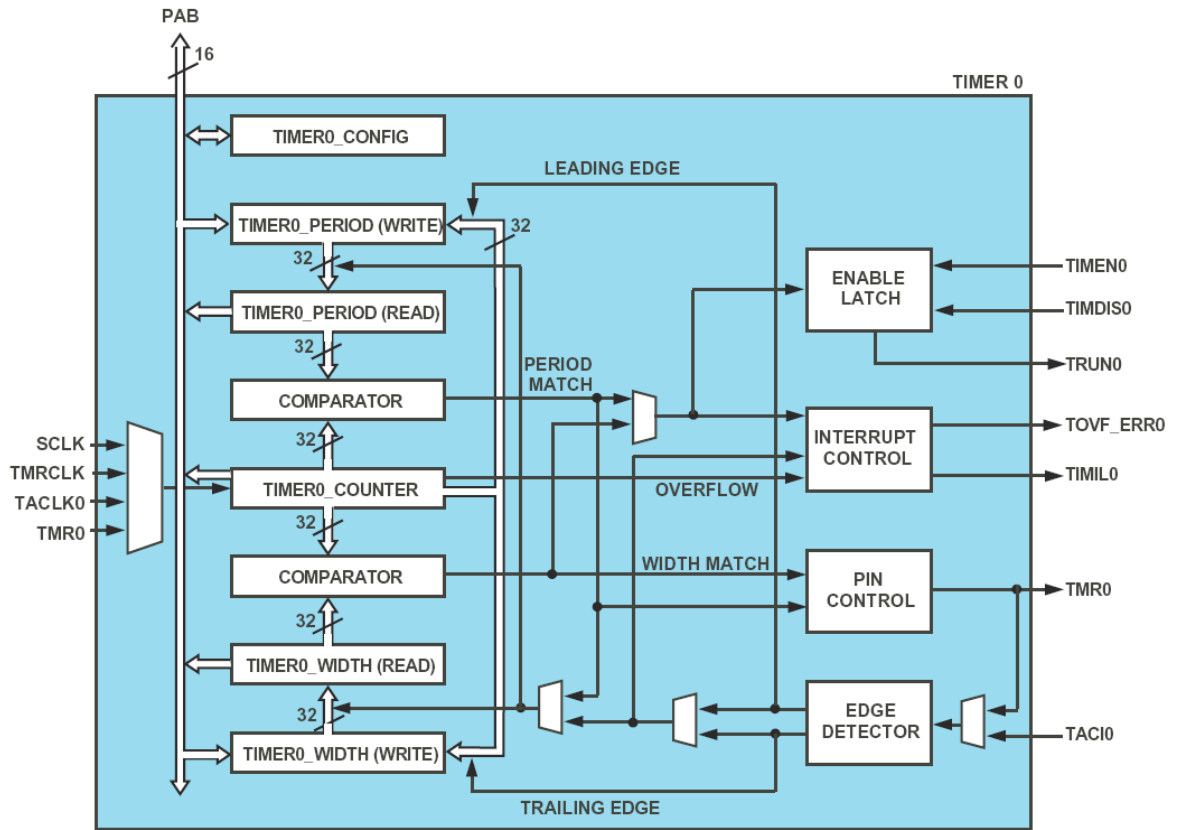 PAB
16
TIMER 0
TIMER0_CONFIG
LEADING EDGE
TIMER0_PERIOD (WRITE)
32
32
TIMEN0
ENABLE
LATCH
TIMER0_PERIOD (READ)
TIMDIS0
32
PERIOD
MATCH
TRUN0
COMPARATOR
SCLK
32
INTERRUPT
CONTROL
TOVF_ERR0
TMRCLK
TIMER0_COUNTER
OVERFLOW
TIMIL0
TACLK0
32
TMR0
COMPARATOR
WIDTH MATCH
PIN
CONTROL
TMR0
32
TIMER0_WIDTH (READ)
32
EDGE
DETECTOR
TACI0
TIMER0_WIDTH (WRITE)
TRAILING EDGE